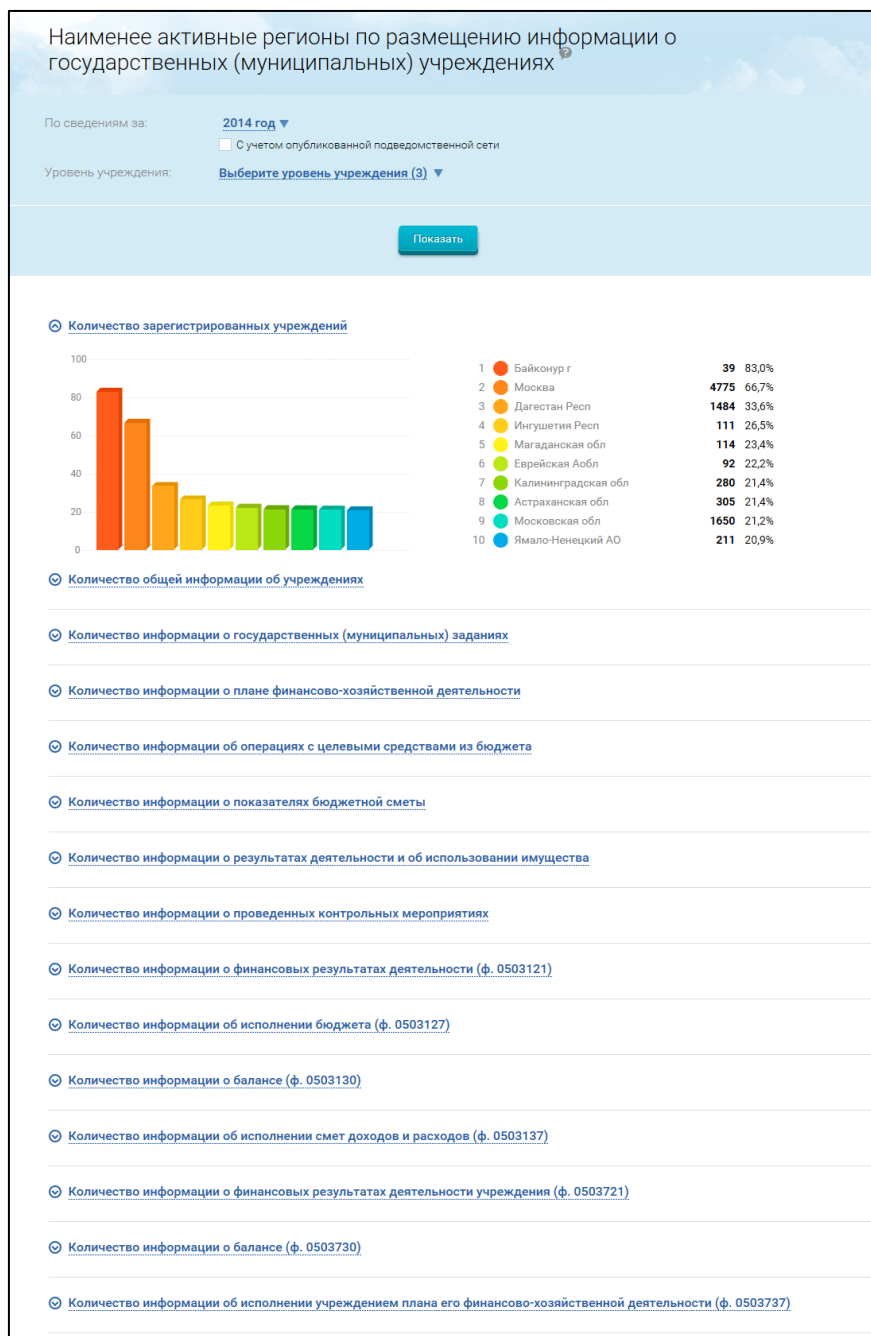 Наименее активные регионы по размещению информации о
государственных (муниципальных) учреждениях ?
По сведениям за: 2014 год
С учетом опубликованной подведомственной сети
Уровень учреждения: Выберите уровень учреждения (3)
Показать
Количество зарегистрированных учреждений
100
80
60
40
20
0
1 Байконур г 39 83,0%
2 Москва 4775 66,7%
3 Дагестан Респ 1484 33,6%
4 Ингушетия Респ 111 26,5%
5 Магаданская обл 114 23,4%
6 Еврейская Аобл 92 22,2%
7 Калининградская обл 280 21,4%
8 Астраханская обл 305 21,4%
9 Московская обл 1650 21,2%
10 Ямало-Ненецкий АО 211 20,9%
Количество общей информации об учреждениях
Количество информации о государственных (муниципальных) заданиях
Количество информации о плане финансово-хозяйственной деятельности
Количество информации об операциях с целевыми средствами из бюджета
Количество информации о показателях бюджетной сметы
Количество информации о результатах деятельности и об использовании имущества
Количество информации о проведенных контрольных мероприятиях
Количество информации о финансовых результатах деятельности (ф. 0503121)
Количество информации об исполнении бюджета (ф. 0503127)
Количество информации о балансе (ф. 0503130)
Количество информации об исполнении смет доходов и расходов (ф. 0503137)
Количество информации о финансовых результатах деятельности учреждения (ф. 0503721)
Количество информации о балансе (ф. 0503730)
Количество информации об исполнении учреждением плана его финансово-хозяйственной деятельности (ф. 0503737)